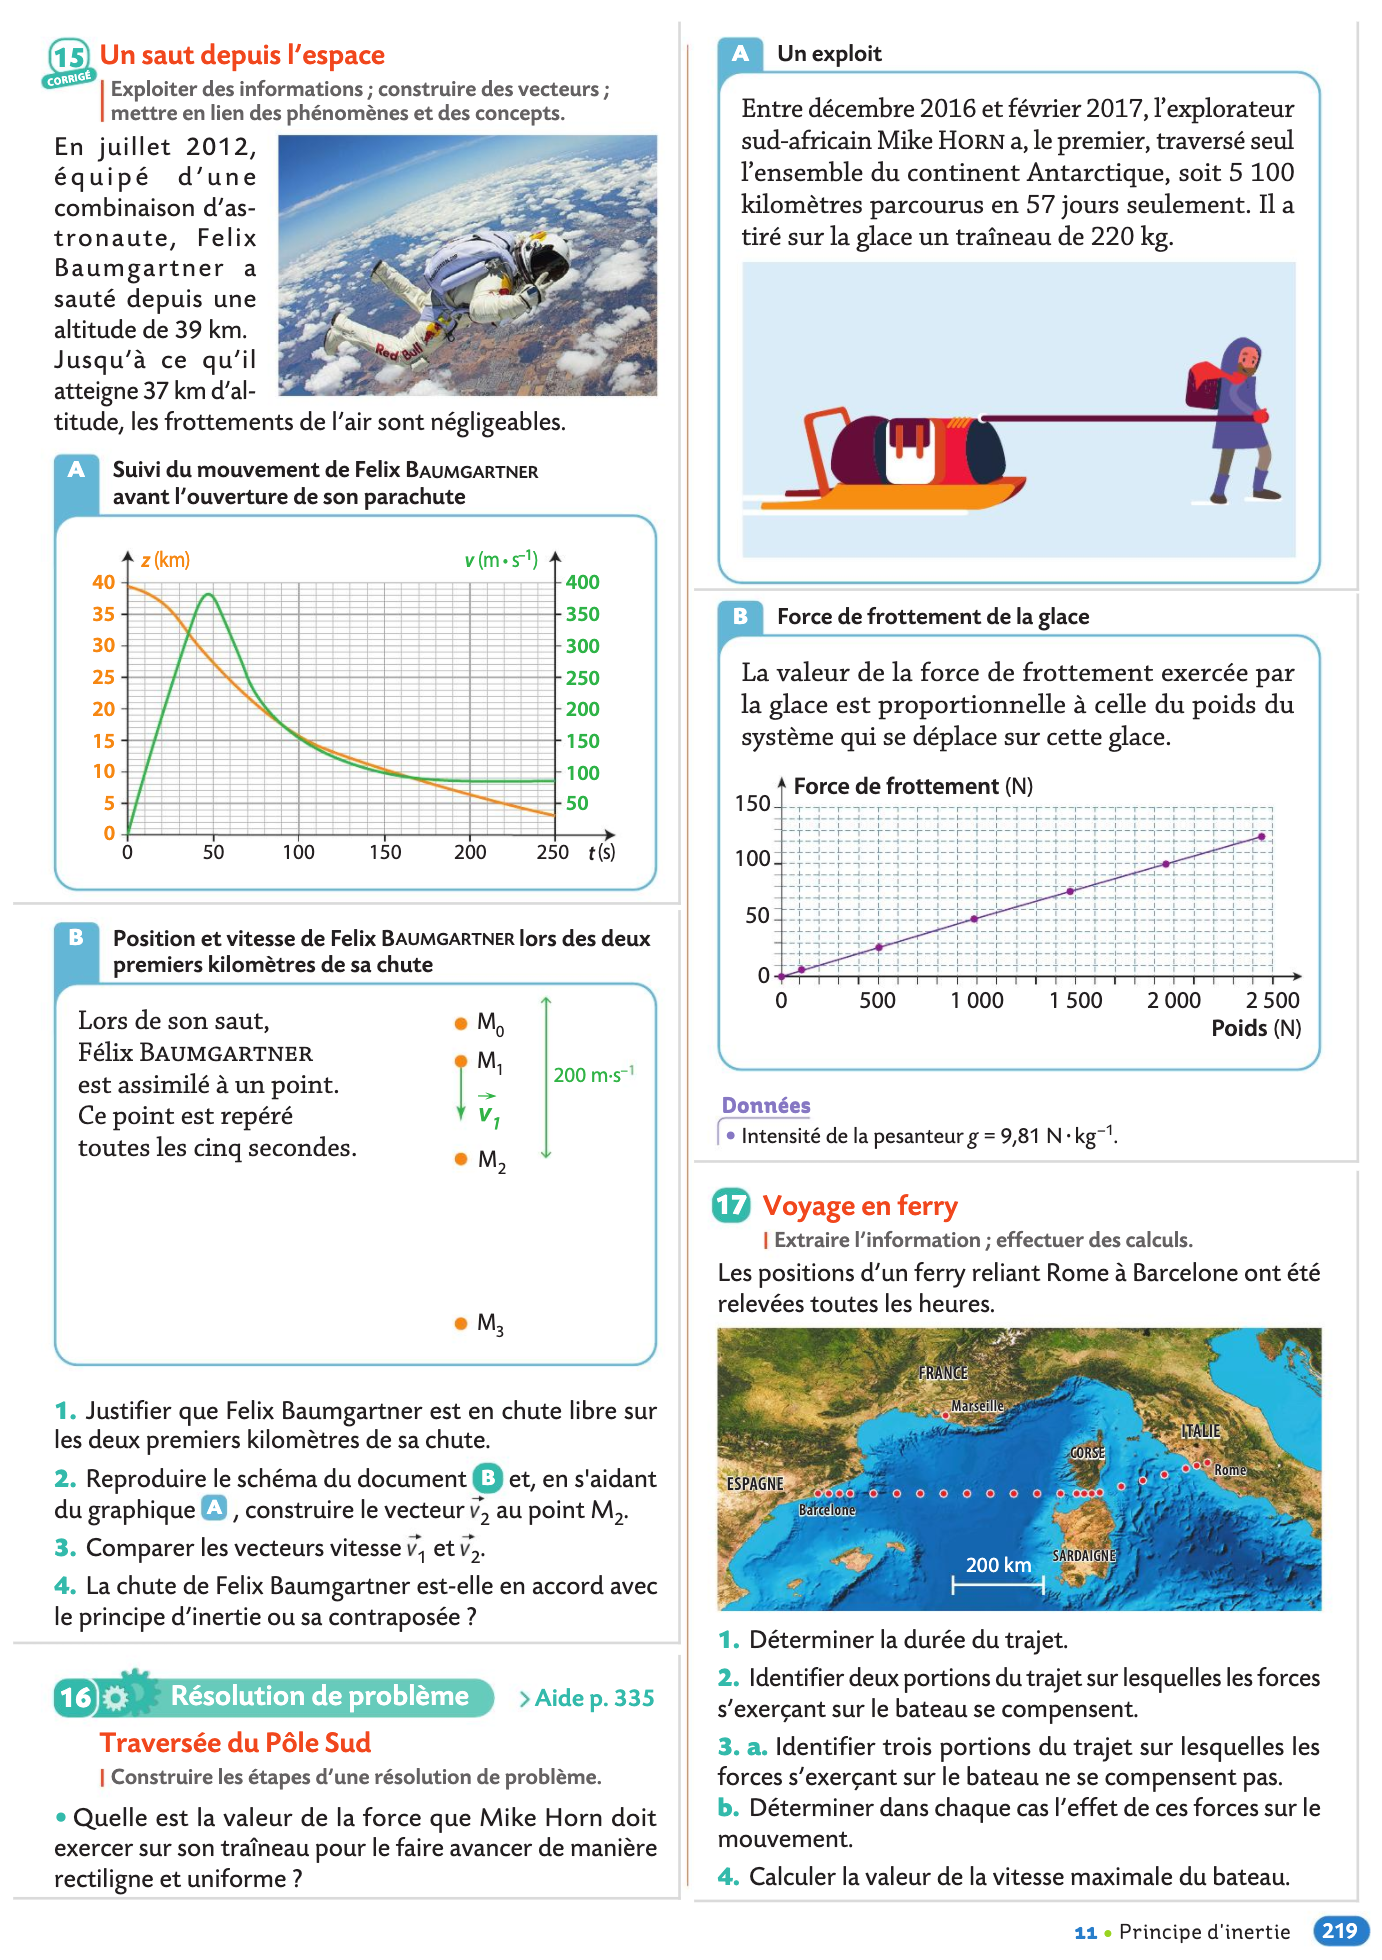 15 Un saut depuis l'espace
CORRIGÉ
Exploiter des informations ; construire des vecteurs ;
mettre en lien des phénomènes et des concepts.
En juillet 2012,
équipé d'une
combinaison d'as-
tronaute, Felix
Baumgartner a
sauté depuis une
altitude de 39 km.
Jusqu'à ce qu'il
atteigne 37 km d'al-
titude, les frottements de l'air sont négligeables.
Red Bull
A Suivi du mouvement de Felix BAUMGARTNER
avant l'ouverture de son parachute
z (km)
v (m • s⁻¹)
40
35
30
25
20
15
10
5
0
400
350
300
250
200
150
100
50
0 50 100 150 200 250 t (s)
B Position et vitesse de Felix BAUMGARTNER lors des deux
premiers kilomètres de sa chute
Lors de son saut,
Félix BAUMGARTNER
est assimilé à un point.
Ce point est repéré
toutes les cinq secondes.
M₀
M₁
200 m·s⁻¹
v₁
M₂
M₃
1. Justifier que Felix Baumgartner est en chute libre sur
les deux premiers kilomètres de sa chute.
2. Reproduire le schéma du document B et, en s'aidant
du graphique A , construire le vecteur v⃗₂ au point M₂.
3. Comparer les vecteurs vitesse v⃗₁ et v⃗₂.
4. La chute de Felix Baumgartner est-elle en accord avec
le principe d'inertie ou sa contraposée ?
16 Résolution de problème > Aide p. 335
Traversée du Pôle Sud
Construire les étapes d'une résolution de problème.
• Quelle est la valeur de la force que Mike Horn doit
exercer sur son traîneau pour le faire avancer de manière
rectiligne et uniforme ?
A Un exploit
Entre décembre 2016 et février 2017, l'explorateur
sud-africain Mike HORN a, le premier, traversé seul
l'ensemble du continent Antarctique, soit 5 100
kilomètres parcourus en 57 jours seulement. Il a
tiré sur la glace un traîneau de 220 kg.
B Force de frottement de la glace
La valeur de la force de frottement exercée par
la glace est proportionnelle à celle du poids du
système qui se déplace sur cette glace.
Force de frottement (N)
150
100
50
0
0 500 1 000 1 500 2 000 2 500
Poids (N)
Données
• Intensité de la pesanteur g = 9,81 N · kg⁻¹.
17 Voyage en ferry
Extraire l'information ; effectuer des calculs.
Les positions d'un ferry reliant Rome à Barcelone ont été
relevées toutes les heures.
FRANCE
Marseille
ITALIE
CORSE
Rome
ESPAGNE
Barcelone
SARDAIGNE
200 km
1. Déterminer la durée du trajet.
2. Identifier deux portions du trajet sur lesquelles les forces
s'exerçant sur le bateau se compensent.
3. a. Identifier trois portions du trajet sur lesquelles les
forces s'exerçant sur le bateau ne se compensent pas.
b. Déterminer dans chaque cas l'effet de ces forces sur le
mouvement.
4. Calculer la valeur de la vitesse maximale du bateau.
11 • Principe d'inertie 219